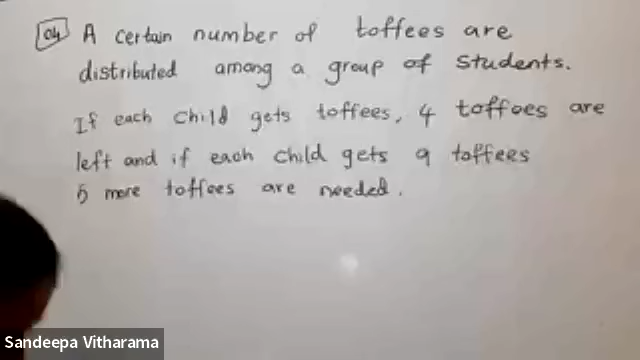 04 A certain number of toffees are
distributed among a group of students.
If each child gets toffees, 4 toffees are
left and if each child gets 9 toffees
5 more toffees are needed.
Sandeepa Vitharama